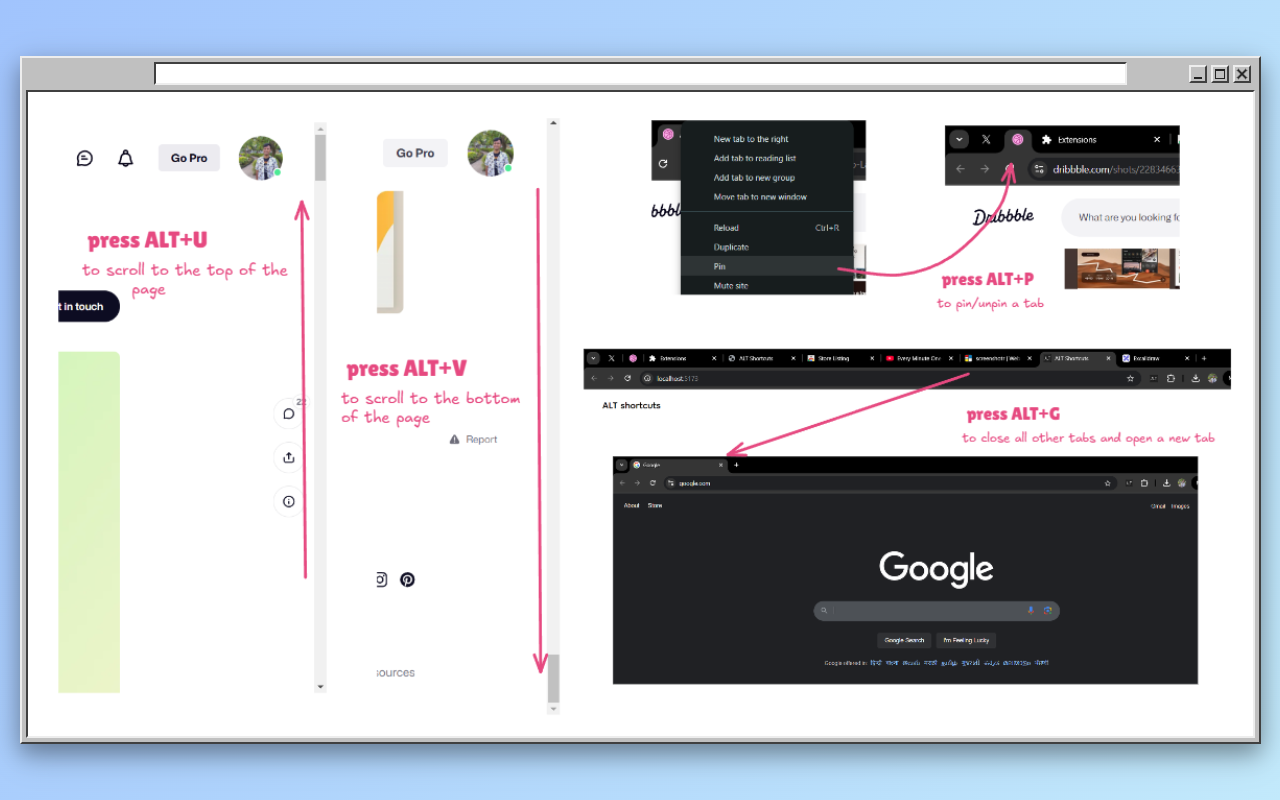 Go Pro
press ALT+U
to scroll to the top of the
page
t in touch
22
Go Pro
press ALT+V
to scroll to the bottom
of the page
Report
sources
New tab to the right
Add tab to reading list
Add tab to new group
Move tab to new window
Reload Ctrl+R
Duplicate
Pin
Mute site
bbbl
Extensions
dribbble.com/shots/22834663
Dribbble
What are you looking fo
press ALT+P
to pin/unpin a tab
Extensions ALT Shortcuts Store Listing Every Minute One screenshots | Web ALT Shortcuts Excalidraw
localhost:5173
ALT shortcuts
press ALT+G
to close all other tabs and open a new tab
Google
google.com
About Store Gmail Images
Google
Google Search I'm Feeling Lucky
Google offered in: हिन्दी বাংলা తెలుగు मराठी தமிழ் ગુજરાતી ಕನ್ನಡ മലയാളം ਪੰਜਾਬੀ